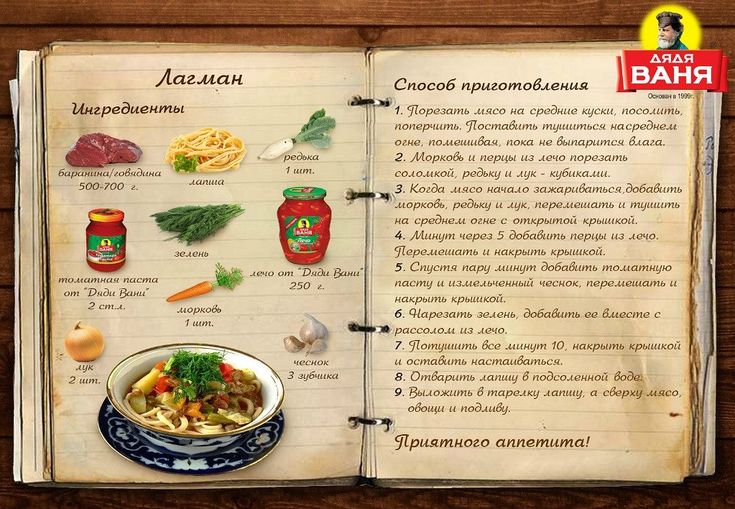 Лагман
Ингредиенты
баранина/говядина
500-700 г.
лапша
редька
1 шт.
томатная паста
от "Дяди Вани"
2 ст.л.
зелень
лечо от "Дяди Вани"
250 г.
морковь
1 шт.
лук
2 шт.
чеснок
3 зубчика
ДЯДЯ
ВАНЯ
Основан в 1999г.
Способ приготовления
1. Порезать мясо на средние куски, посолить,
поперчить. Поставить тушиться насреднем
огне, помешивая, пока не выпарится влага.
2. Морковь и перцы из лечо порезать
соломкой, редьку и лук - кубиками.
3. Когда мясо начало зажариваться,добавить
морковь, редьку и лук, перемешать и тушить
на среднем огне с открытой крышкой.
4. Минут через 5 добавить перцы из лечо.
Перемешать и накрыть крышкой.
5. Спустя пару минут добавить томатную
пасту и измельченный чеснок, перемешать и
накрыть крышкой.
6. Нарезать зелень, добавить ее вместе с
рассолом из лечо.
7. Потушить все минут 10, накрыть крышкой
и оставить настаиваться.
8. Отварить лапшу в подсоленной воде.
9. Выложить в тарелку лапшу, а сверху мясо,
овощи и подливу.
Приятного аппетита!